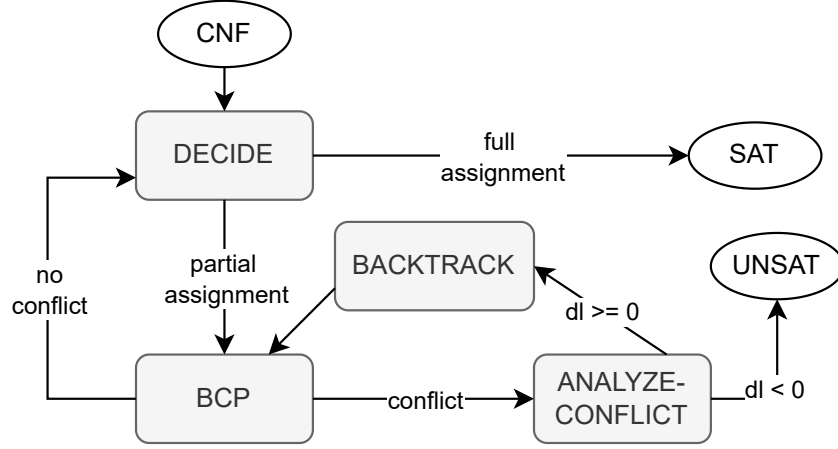 CNF
DECIDE
full
assignment
SAT
no
conflict
partial
assignment
BACKTRACK
UNSAT
dl >= 0
BCP
conflict
ANALYZE-
CONFLICT
dl < 0